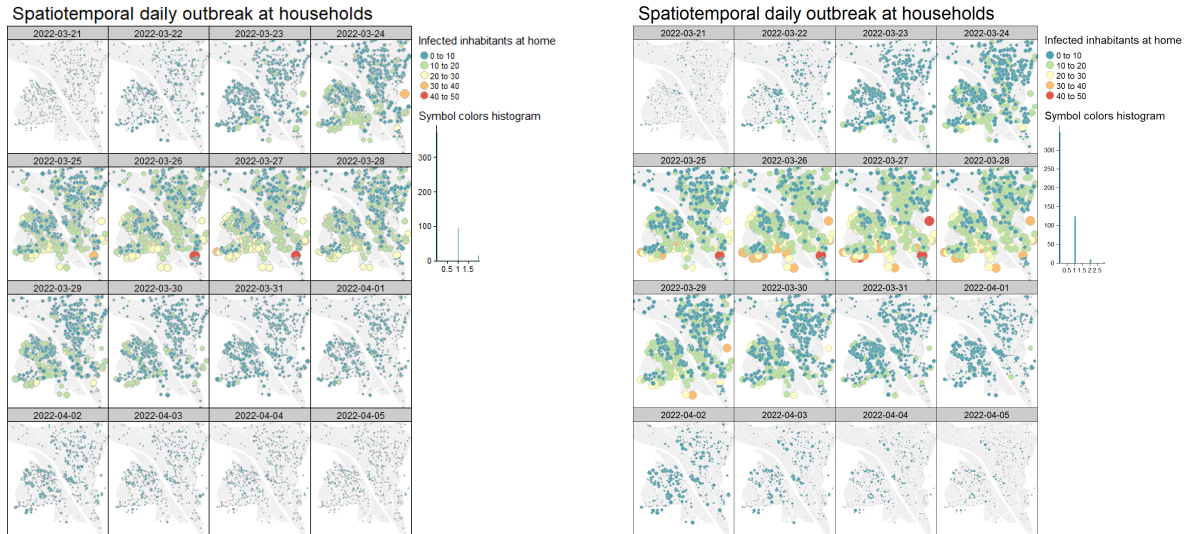 Spatiotemporal daily outbreak at households
2022-03-21 2022-03-22 2022-03-23 2022-03-24
Infected inhabitants at home
0 to 10
10 to 20
20 to 30
30 to 40
40 to 50
Symbol colors histogram
300
200
100
0
0.5 1 1.5
2022-03-25 2022-03-26 2022-03-27 2022-03-28
2022-03-29 2022-03-30 2022-03-31 2022-04-01
2022-04-02 2022-04-03 2022-04-04 2022-04-05
Spatiotemporal daily outbreak at households
2022-03-21 2022-03-22 2022-03-23 2022-03-24
Infected inhabitants at home
0 to 10
10 to 20
20 to 30
30 to 40
40 to 50
Symbol colors histogram
300
250
200
150
100
50
0
0.5 1 1.5 2 2.5
2022-03-25 2022-03-26 2022-03-27 2022-03-28
2022-03-29 2022-03-30 2022-03-31 2022-04-01
2022-04-02 2022-04-03 2022-04-04 2022-04-05